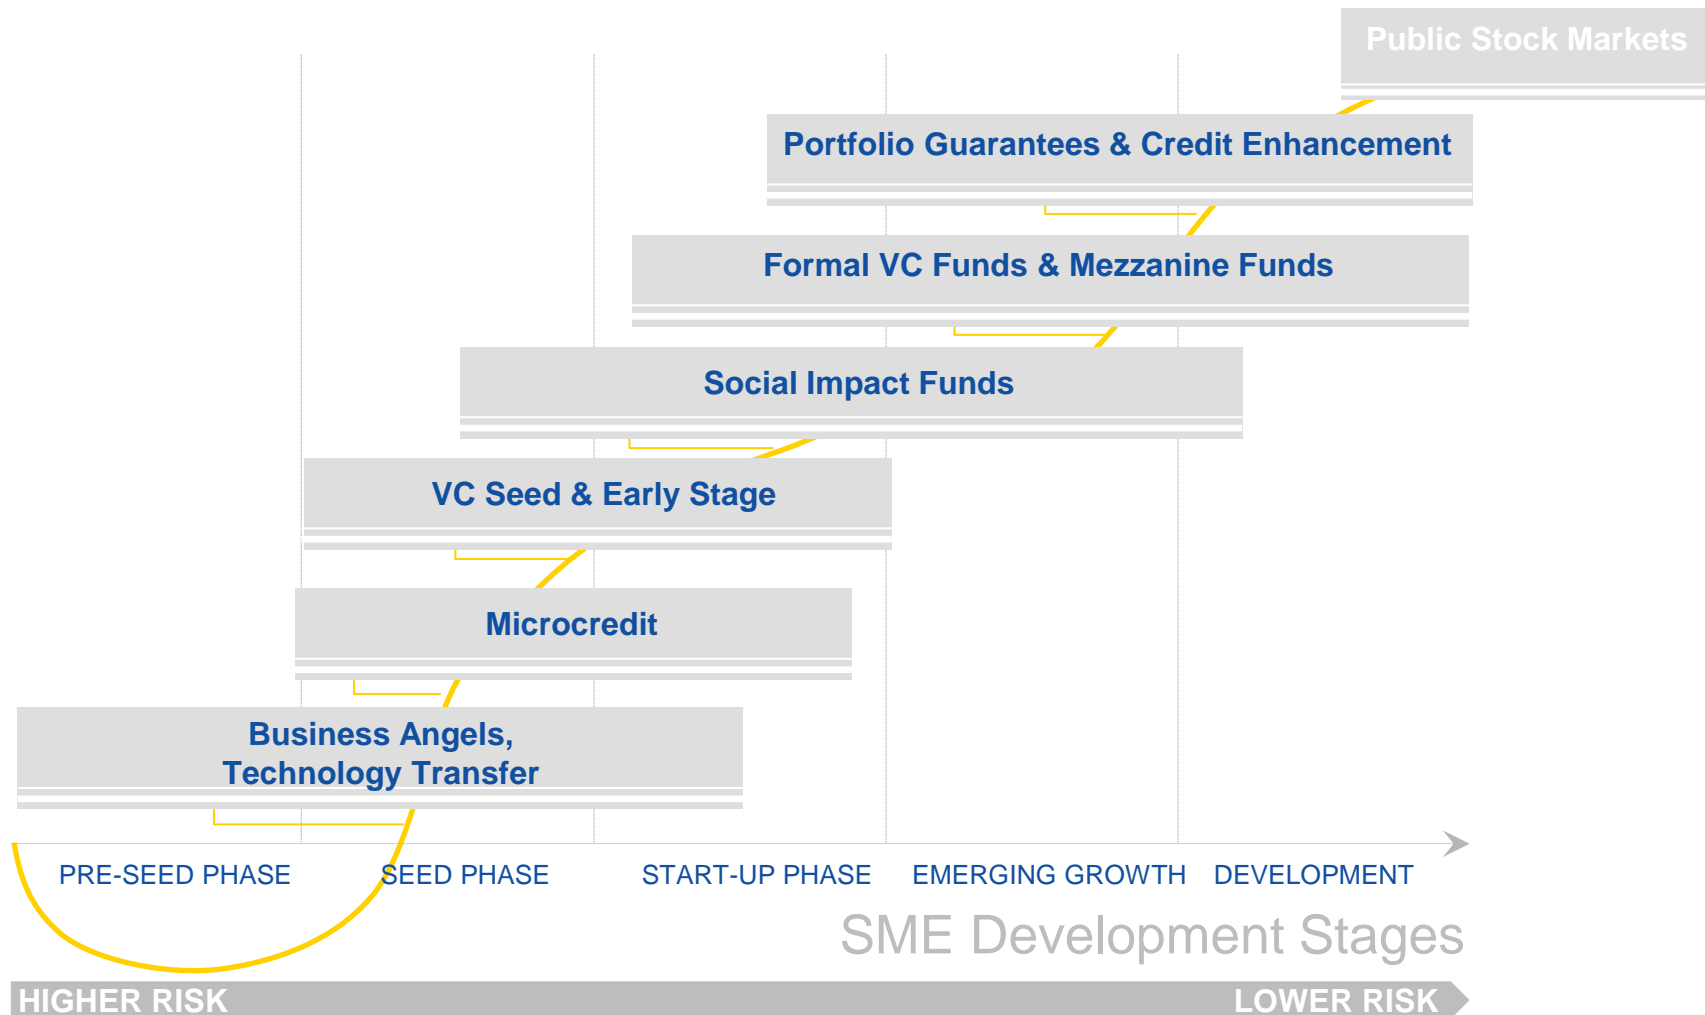 Public Stock Markets
Portfolio Guarantees & Credit Enhancement
Formal VC Funds & Mezzanine Funds
Social Impact Funds
VC Seed & Early Stage
Microcredit
Business Angels,
Technology Transfer
PRE-SEED PHASE SEED PHASE START-UP PHASE EMERGING GROWTH DEVELOPMENT
SME Development Stages
HIGHER RISK LOWER RISK